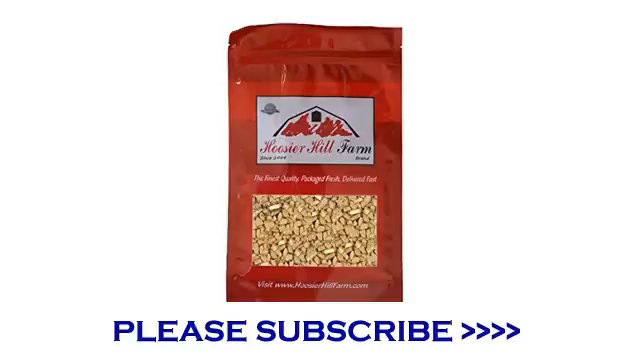 Hoosier Hill Farm
Since 2000 Brand
The Finest Quality, Packaged Fresh, Delivered Fast
Visit www.HoosierHillFarm.com
PLEASE SUBSCRIBE >>>>